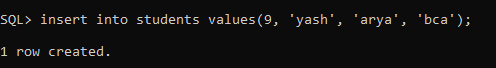 SQL> insert into students values(9, 'yash', 'arya', 'bca');
1 row created.